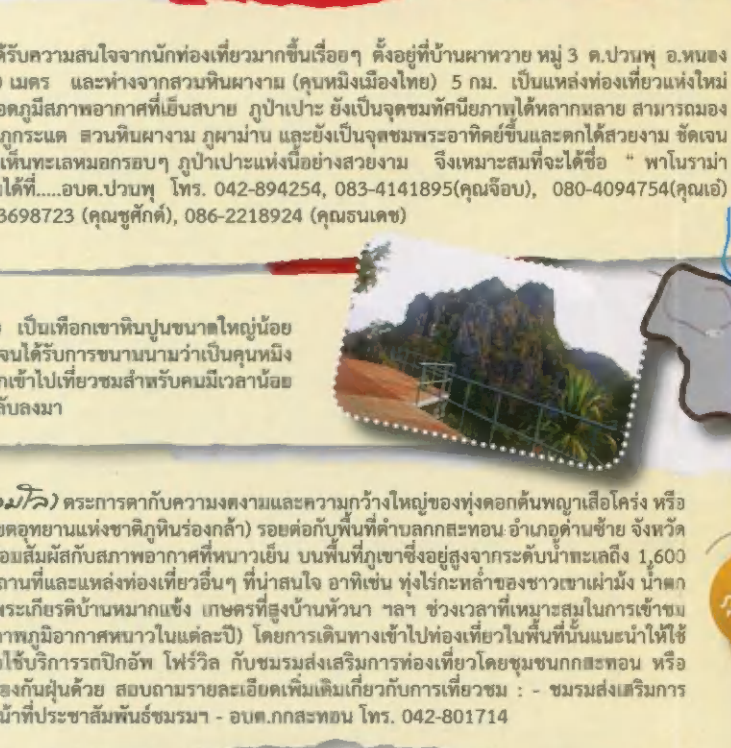 ด้รับความสนใจจากนักท่องเที่ยวมากขึ้นเรื่อยๆ ตั้งอยู่ที่บ้านผาหวาย หมู่ 3 ต.ปวนพุ อ.หนอง
เมตร และห่างจากสวนหินผางาม (คุนหมิงเมืองไทย) 5 กม. เป็นแหล่งท่องเที่ยวแห่งใหม่
อดภูมีสภาพอากาศที่เย็นสบาย ภูป่าเปาะ ยังเป็นจุดชมทัศนียภาพได้หลากหลาย สามารถมอง
ภูกระแต สวนหินผางาม ภูผาม่าน และยังเป็นจุดชมพระอาทิตย์ขึ้นและตกได้สวยงาม ชัดเจน
เห็นทะเลหมอกรอบๆ ภูป่าเปาะแห่งนี้อย่างสวยงาม จึงเหมาะสมที่จะได้ชื่อ " พาโนราม่า
ได้ที่.....อบต.ปวนพุ โทร. 042-894254, 083-4141895(คุณจ๊อบ), 080-4094754(คุณเอ๋)
3698723 (คุณชูศักดิ์), 086-2218924 (คุณธนเดช)
เป็นเทือกเขาหินปูนขนาดใหญ่น้อย
จนได้รับการขนานนามว่าเป็นคุนหมิง
เข้าไปเที่ยวชมสำหรับคนมีเวลาน้อย
ลับลงมา
ตระการตากับความงดงามและความกว้างใหญ่ของทุ่งดอกต้นพญาเสือโคร่ง หรือ
ขตอุทยานแห่งชาติภูหินร่องกล้า) รอยต่อกับพื้นที่ตำบลกกสะทอน อำเภอด่านซ้าย จังหวัด
อมสัมผัสกับสภาพอากาศที่หนาวเย็น บนพื้นที่ภูเขาซึ่งอยู่สูงจากระดับน้ำทะเลถึง 1,600
ถานที่และแหล่งท่องเที่ยวอื่นๆ ที่น่าสนใจ อาทิเช่น ทุ่งไร่กะหล่ำของชาวเขาเผ่าม้ง น้ำตก
พระเกียรติบ้านหมากแข้ง เกษตรที่สูงบ้านหัวนา ฯลฯ ช่วงเวลาที่เหมาะสมในการเข้าชม
าพภูมิอากาศหนาวในแต่ละปี) โดยการเดินทางเข้าไปท่องเที่ยวในพื้นที่นั้นแนะนำให้ใช้
ใช้บริการรถปิกอัพ โฟร์วิล กับชมรมส่งเสริมการท่องเที่ยวโดยชุมชนกกสะทอน หรือ
องกันฝุ่นด้วย สอบถามรายละเอียดเพิ่มเติมเกี่ยวกับการเที่ยวชม : - ชมรมส่งเสริมการ
น้าที่ประชาสัมพันธ์ชมรมฯ - อบต.กกสะทอน โทร. 042-801714